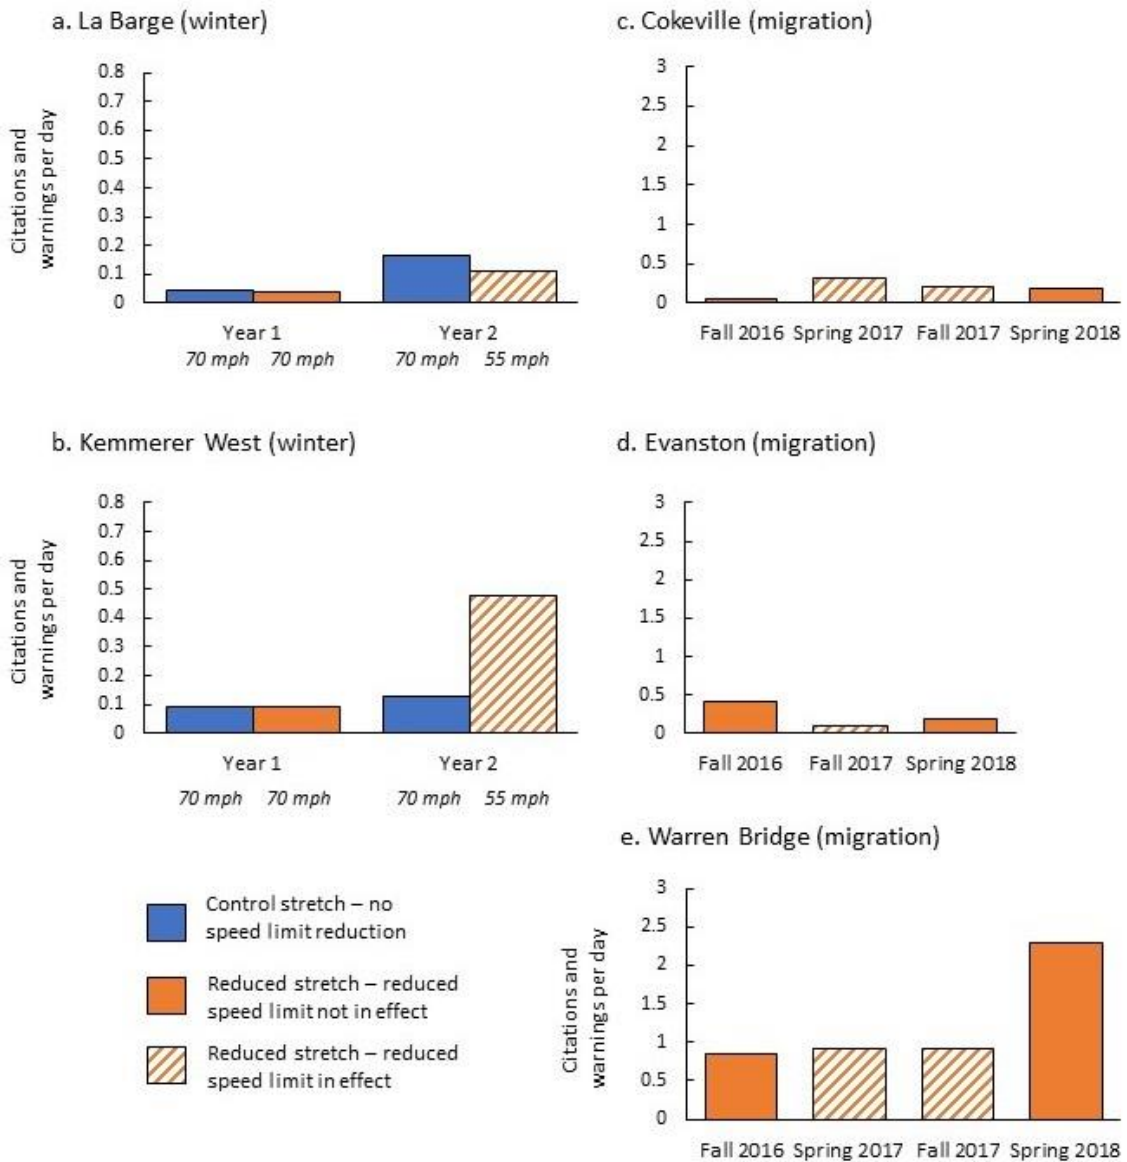 a. La Barge (winter)
Citations and
warnings per day
0.8
0.7
0.6
0.5
0.4
0.3
0.2
0.1
0
Year 1
Year 2
70 mph 70 mph
70 mph 55 mph
b. Kemmerer West (winter)
Citations and
warnings per day
0.8
0.7
0.6
0.5
0.4
0.3
0.2
0.1
0
Year 1
Year 2
70 mph 70 mph
70 mph 55 mph
Control stretch – no
speed limit reduction
Reduced stretch – reduced
speed limit not in effect
Reduced stretch – reduced
speed limit in effect
c. Cokeville (migration)
3
2.5
2
1.5
1
0.5
0
Fall 2016 Spring 2017 Fall 2017 Spring 2018
d. Evanston (migration)
3
2.5
2
1.5
1
0.5
0
Fall 2016 Fall 2017 Spring 2018
e. Warren Bridge (migration)
Citations and
warnings per day
3
2.5
2
1.5
1
0.5
0
Fall 2016 Spring 2017 Fall 2017 Spring 2018